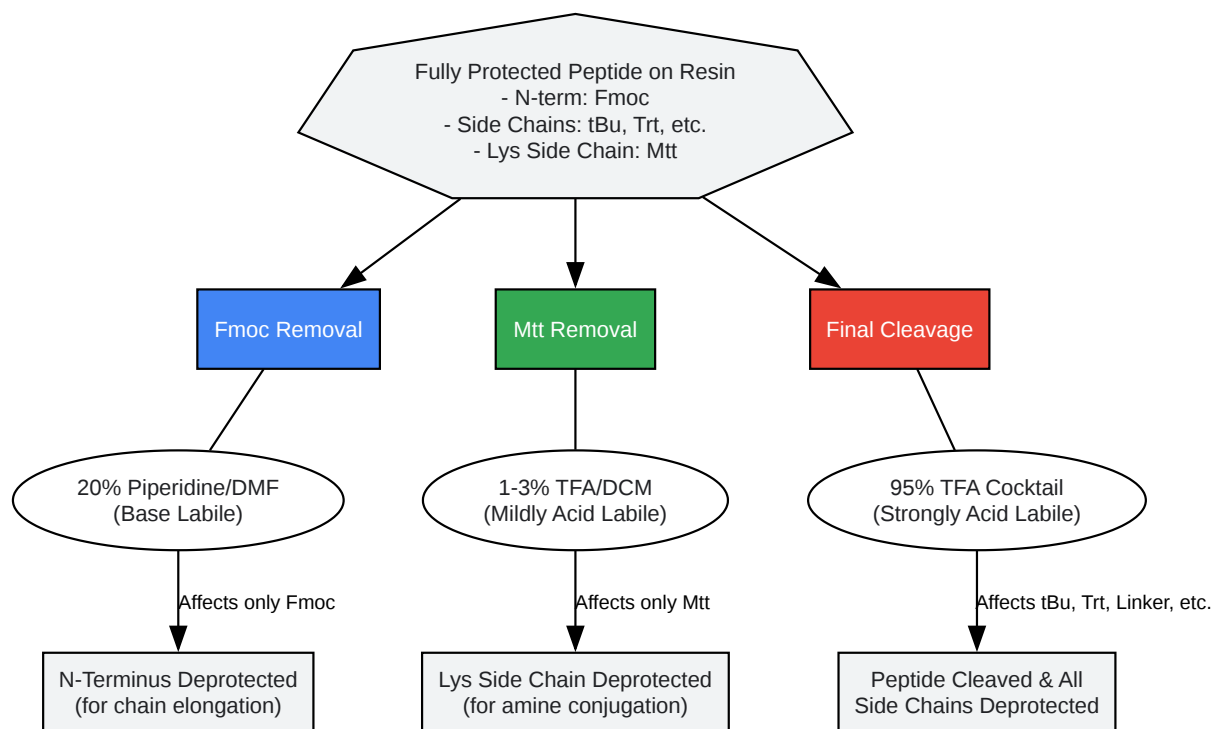 Fully Protected Peptide on Resin
- N-term: Fmoc
- Side Chains: tBu, Trt, etc.
- Lys Side Chain: Mtt
Fmoc Removal
Mtt Removal
Final Cleavage
20% Piperidine/DMF
(Base Labile)
1-3% TFA/DCM
(Mildly Acid Labile)
95% TFA Cocktail
(Strongly Acid Labile)
Affects only Fmoc
Affects only Mtt
Affects tBu, Trt, Linker, etc.
N-Terminus Deprotected
(for chain elongation)
Lys Side Chain Deprotected
(for amine conjugation)
Peptide Cleaved & All
Side Chains Deprotected